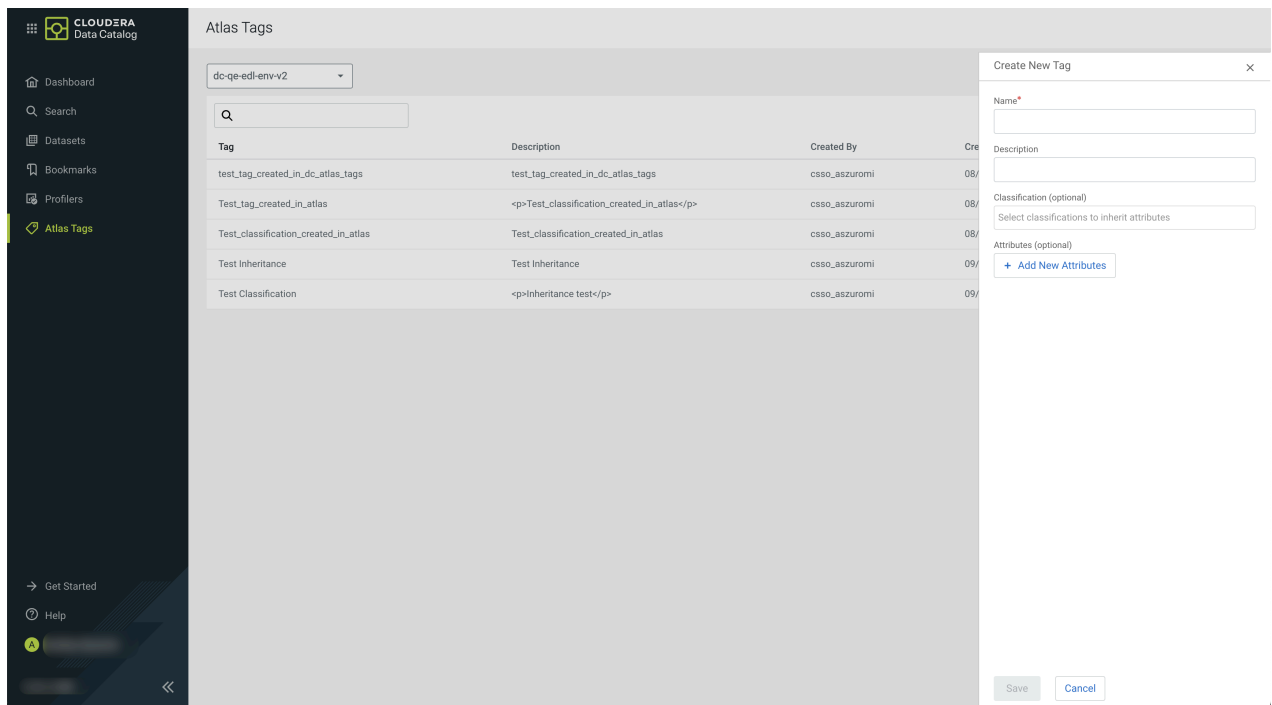 CLOUDERA
Data Catalog
Dashboard
Search
Datasets
Bookmarks
Profilers
Atlas Tags
Get Started
Help
A
Atlas Tags
dc-qe-edl-env-v2
Tag Description Created By Cre
test_tag_created_in_dc_atlas_tags test_tag_created_in_dc_atlas_tags csso_aszuromi 08/
Test_tag_created_in_atlas <p>Test_classification_created_in_atlas</p> csso_aszuromi 08/
Test_classification_created_in_atlas Test_classification_created_in_atlas csso_aszuromi 08/
Test Inheritance Test Inheritance csso_aszuromi 09/
Test Classification <p>Inheritance test</p> csso_aszuromi 09/
Create New Tag
Name*
Description
Classification (optional)
Select classifications to inherit attributes
Attributes (optional)
+ Add New Attributes
Save Cancel